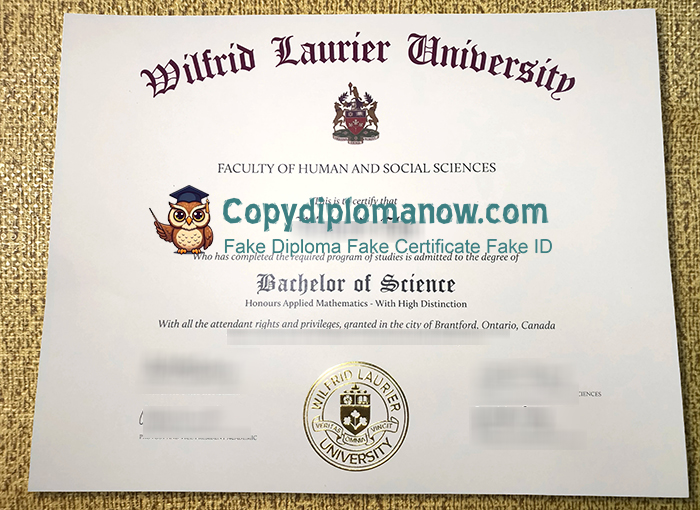 Wilfrid Laurier University
FACULTY OF HUMAN AND SOCIAL SCIENCES
This is to certify that
Copydiplomanow.com
Fake Diploma Fake Certificate Fake ID
Who has completed the required program of studies is admitted to the degree of
Bachelor of Science
Honours Applied Mathematics - With High Distinction
With all the attendant rights and privileges, granted in the city of Brantford, Ontario, Canada
WILFRID LAURIER
VERITAS OMNIA VINCIT
UNIVERSITY